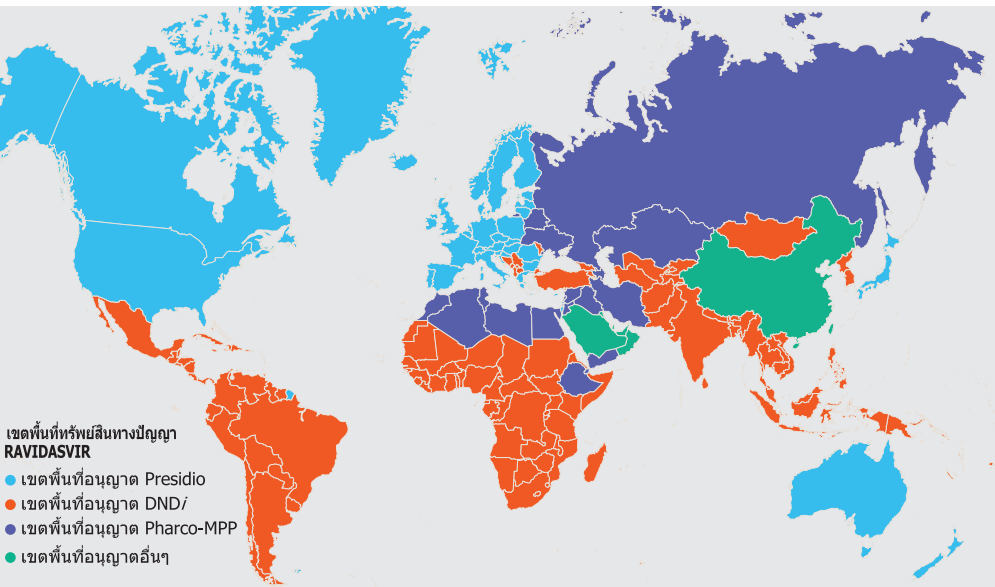 เขตพื้นที่ทรัพย์สินทางปัญญา
RAVIDASVIR
เขตพื้นที่อนุญาต Presidio
เขตพื้นที่อนุญาต DNDi
เขตพื้นที่อนุญาต Pharco-MPP
เขตพื้นที่อนุญาตอื่นๆ